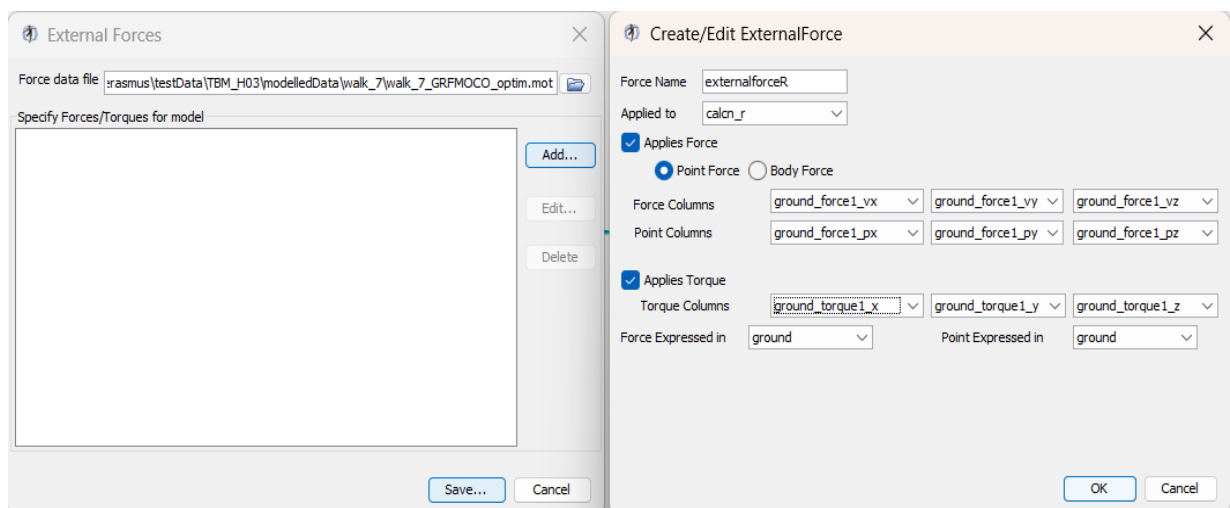 External Forces
Force data file :rasmus\testData\TBM_H03\modelledData\walk_7\walk_7_GRFMOCO_optim.mot
Specify Forces/Torques for model
Add...
Edit...
Delete
Save... Cancel
Create/Edit ExternalForce
Force Name externalforceR
Applied to calcn_r
Applies Force
Point Force Body Force
Force Columns ground_force1_vx ground_force1_vy ground_force1_vz
Point Columns ground_force1_px ground_force1_py ground_force1_pz
Applies Torque
Torque Columns ground_torque1_x ground_torque1_y ground_torque1_z
Force Expressed in ground Point Expressed in ground
OK Cancel